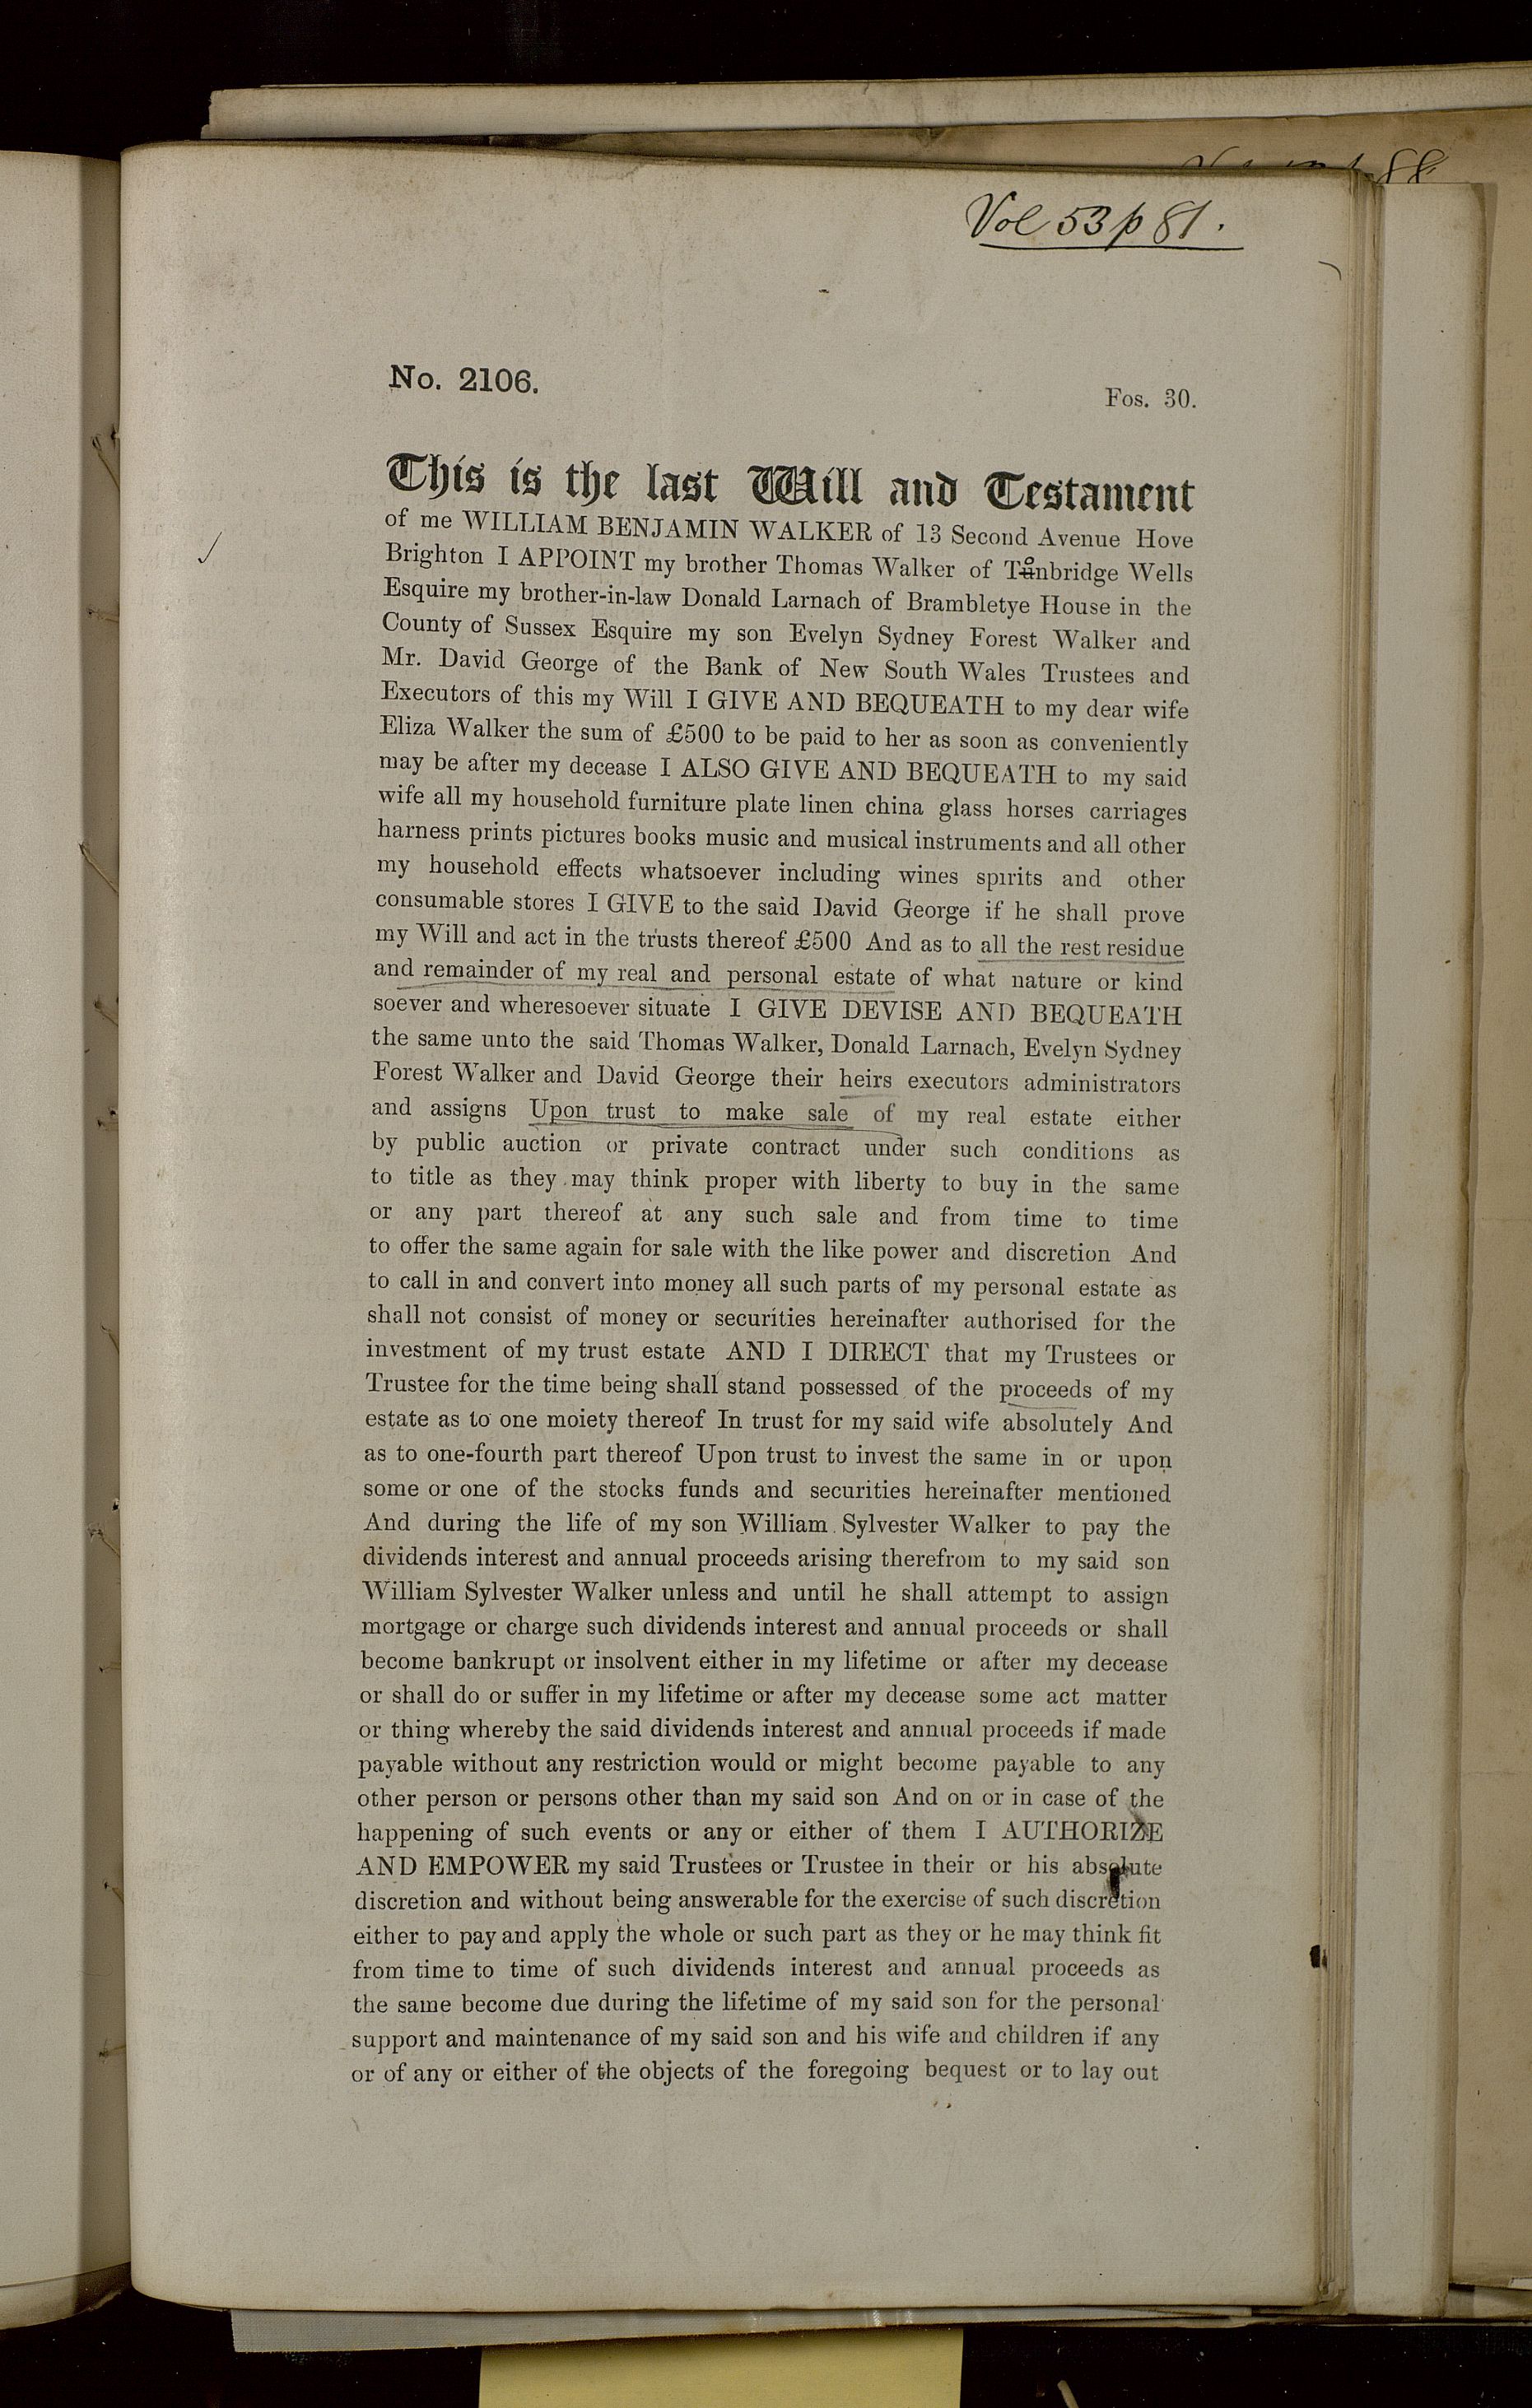 Vol 53 p 81.
No. 2106.
Fos. 30.
This is the last Will and Testament
of me WILLIAM BENJAMIN WALKER of 13 Second Avenue Hove
Brighton I APPOINT my brother Thomas Walker of Tonbridge Wells
Esquire my brother-in-law Donald Larnach of Brambletye House in the
County of Sussex Esquire my son Evelyn Sydney Forest Walker and
Mr. David George of the Bank of New South Wales Trustees and
Executors of this my Will I GIVE AND BEQUEATH to my dear wife
Eliza Walker the sum of £500 to be paid to her as soon as conveniently
may be after my decease I ALSO GIVE AND BEQUEATH to my said
wife all my household furniture plate linen china glass horses carriages
harness prints pictures books music and musical instruments and all other
my household effects whatsoever including wines spirits and other
consumable stores I GIVE to the said David George if he shall prove
my Will and act in the trusts thereof £500 And as to all the rest residue
and remainder of my real and personal estate of what nature or kind
soever and wheresoever situate I GIVE DEVISE AND BEQUEATH
the same unto the said Thomas Walker, Donald Larnach, Evelyn Sydney
Forest Walker and David George their heirs executors administrators
and assigns Upon trust to make sale of my real estate either
by public auction or private contract under such conditions as
to title as they may think proper with liberty to buy in the same
or any part thereof at any such sale and from time to time
to offer the same again for sale with the like power and discretion And
to call in and convert into money all such parts of my personal estate as
shall not consist of money or securities hereinafter authorised for the
investment of my trust estate AND I DIRECT that my Trustees or
Trustee for the time being shall stand possessed of the proceeds of my
estate as to one moiety thereof In trust for my said wife absolutely And
as to one-fourth part thereof Upon trust to invest the same in or upon
some or one of the stocks funds and securities hereinafter mentioned
And during the life of my son William Sylvester Walker to pay the
dividends interest and annual proceeds arising therefrom to my said son
William Sylvester Walker unless and until he shall attempt to assign
mortgage or charge such dividends interest and annual proceeds or shall
become bankrupt or insolvent either in my lifetime or after my decease
or shall do or suffer in my lifetime or after my decease some act matter
or thing whereby the said dividends interest and annual proceeds if made
payable without any restriction would or might become payable to any
other person or persons other than my said son And on or in case of the
happening of such events or any or either of them I AUTHORIZE
AND EMPOWER my said Trustees or Trustee in their or his absolute
discretion and without being answerable for the exercise of such discretion
either to pay and apply the whole or such part as they or he may think fit
from time to time of such dividends interest and annual proceeds as
the same become due during the lifetime of my said son for the personal
support and maintenance of my said son and his wife and children if any
or of any or either of the objects of the foregoing bequest or to lay out